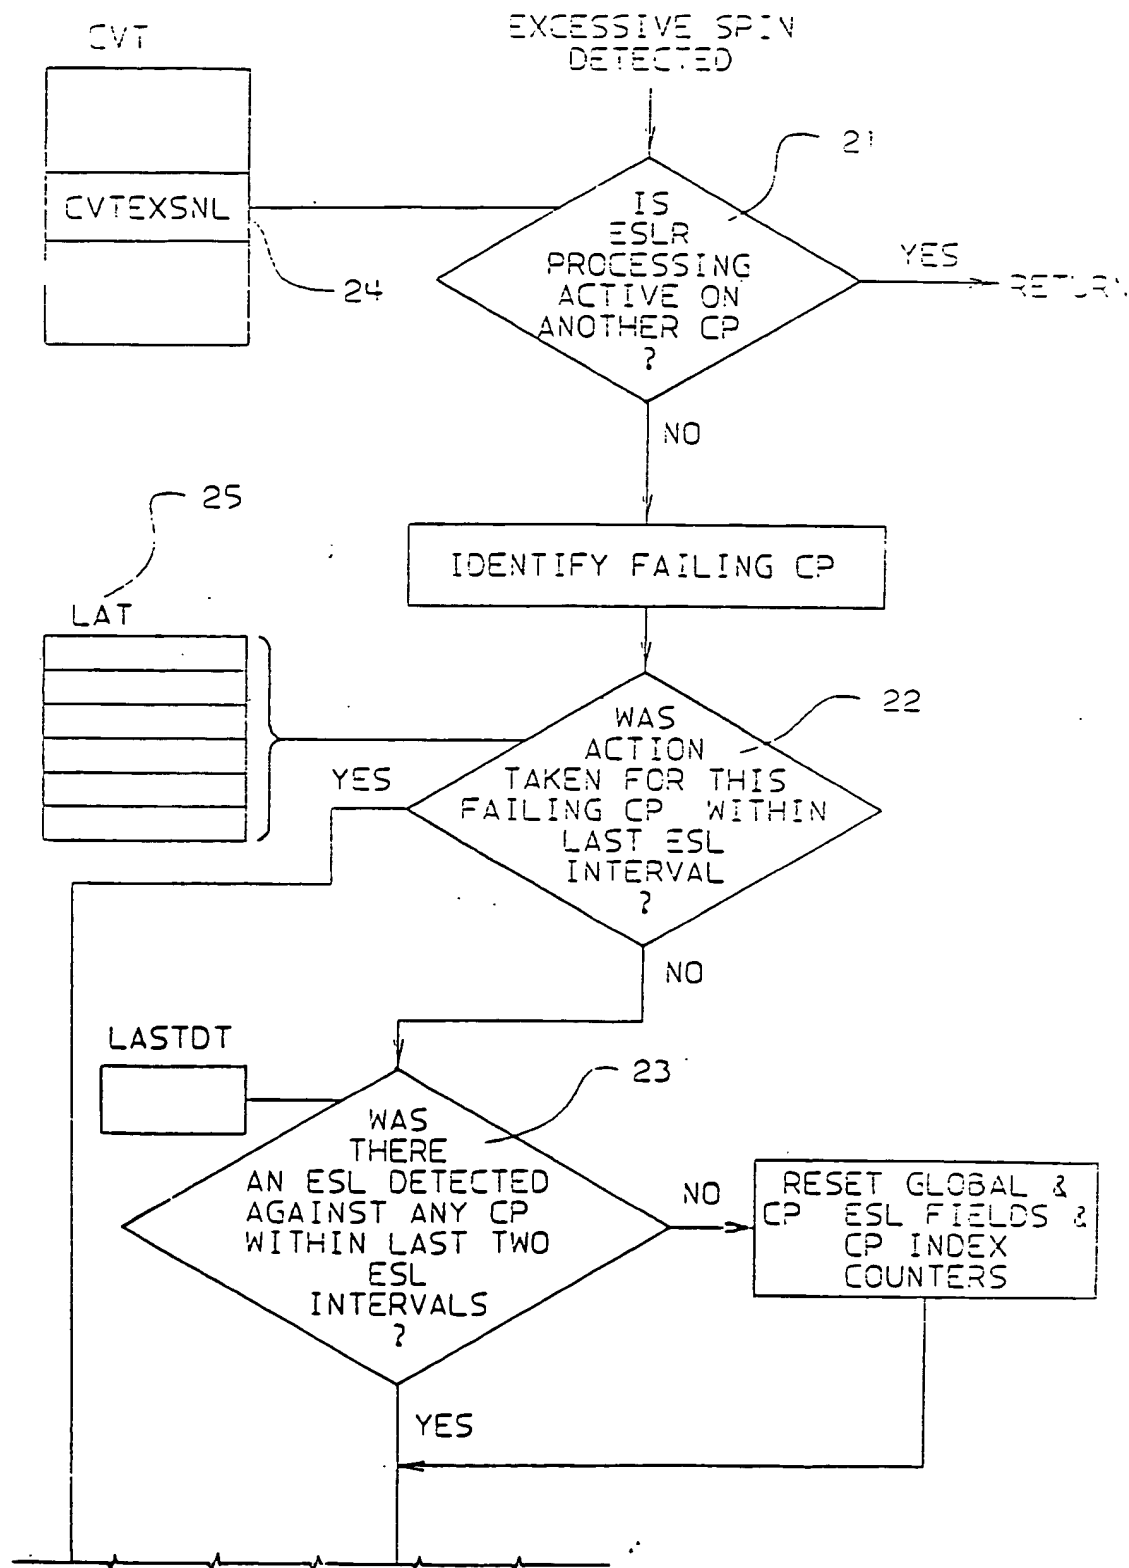 CVT
EXCESSIVE SPIN
DETECTED
21
CVTEXSNL
24
IS
ESLR
PROCESSING
ACTIVE ON
ANOTHER CP
?
YES
RETURN
NO
25
IDENTIFY FAILING CP
LAT
22
WAS
ACTION
TAKEN FOR THIS
FAILING CP WITHIN
LAST ESL
INTERVAL
?
YES
NO
LASTDT
23
WAS
THERE
AN ESL DETECTED
AGAINST ANY CP
WITHIN LAST TWO
ESL
INTERVALS
?
NO
RESET GLOBAL &
CP ESL FIELDS &
CP INDEX
COUNTERS
YES